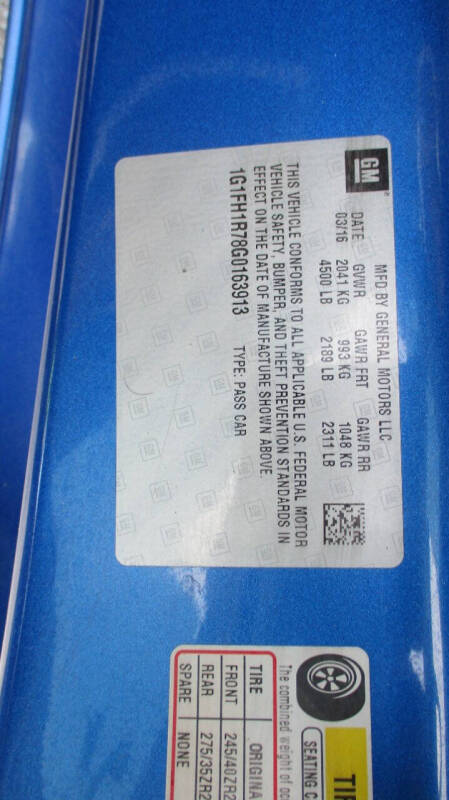 GM
MFD BY GENERAL MOTORS LLC
DATE GVWR GAWR FRT GAWR RR
03/16 2041 KG 993 KG 1048 KG
4500 LB 2189 LB 2311 LB
THIS VEHICLE CONFORMS TO ALL APPLICABLE U.S. FEDERAL MOTOR
VEHICLE SAFETY, BUMPER, AND THEFT PREVENTION STANDARDS IN
EFFECT ON THE DATE OF MANUFACTURE SHOWN ABOVE.
1G1FH1R78G0163913 TYPE: PASS CAR
TI
SEATING C
The combined weight of oc
TIRE ORIGINA
FRONT 245/40ZR2
REAR 275/35ZR2
SPARE NONE